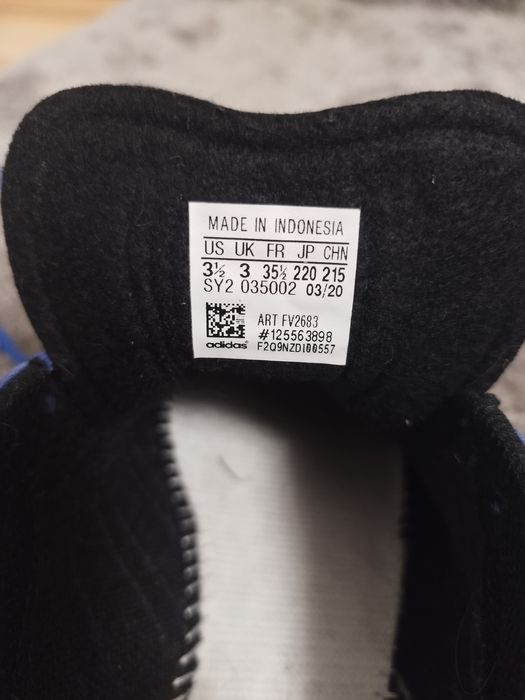 MADE IN INDONESIA
US UK FR JP CHN
3½ 3 35½ 220 215
SY2 035002 03/20
ART FV2683
#125563898
adidas F2Q9NZDI00557